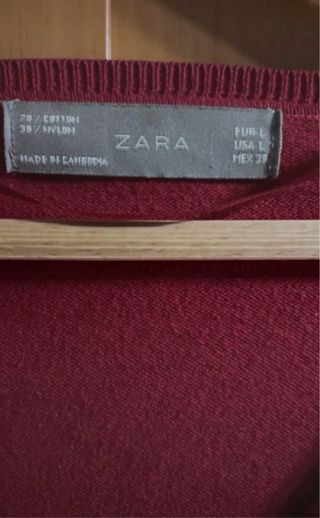 70% COTTON
30% NYLON
MADE IN CAMBODIA
ZARA
EUR L
USA L
MEX 30